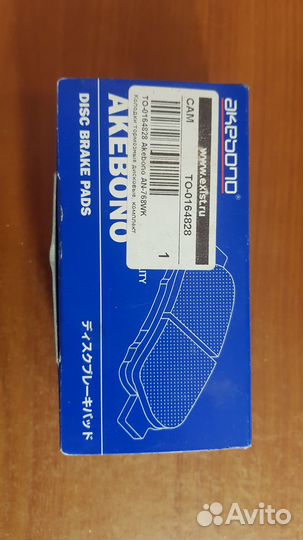 akebono
www.exist.ru
TO-0164828
CAM
1
TO-0164828 Akebono AN-768WK
Колодки тормозные дисковые, комплект
AKEBONO
DISC BRAKE PADS
ディスクブレーキパッド
Avito